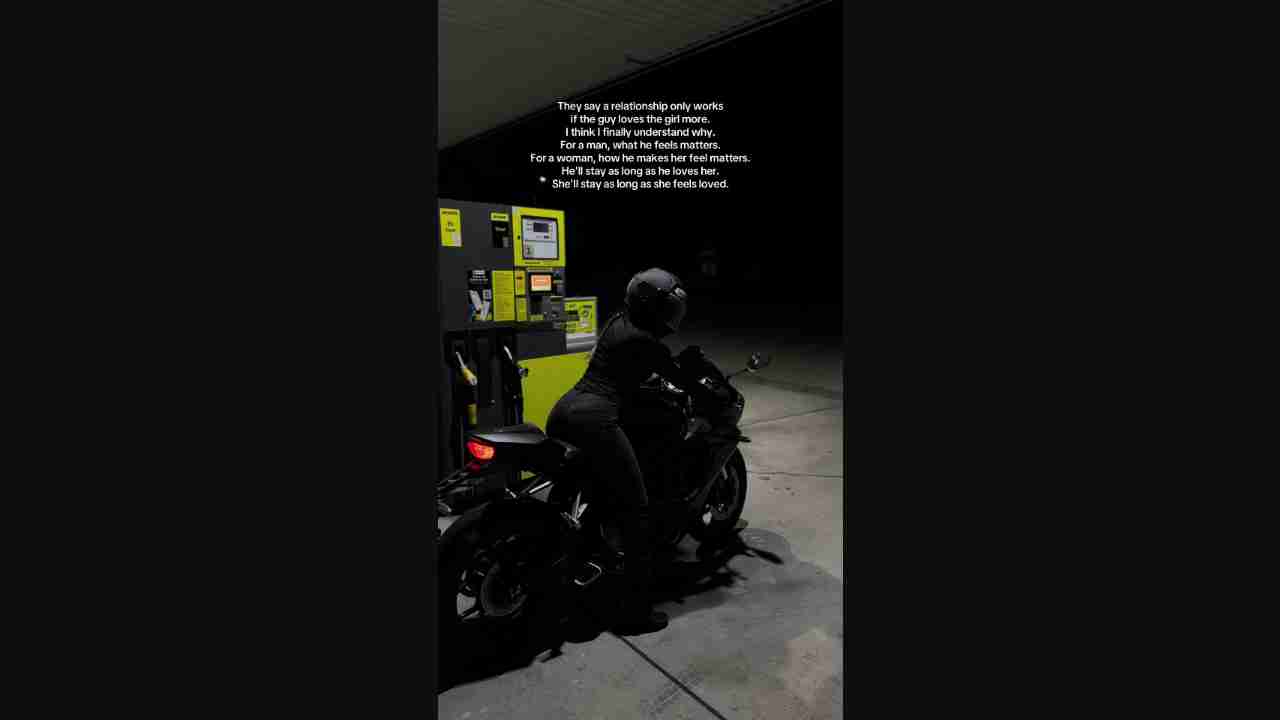 They say a relationship only works
if the guy loves the girl more.
I think I finally understand why.
For a man, what he feels matters.
For a woman, how he makes her feel matters.
He'll stay as long as he loves her.
She'll stay as long as she feels loved.